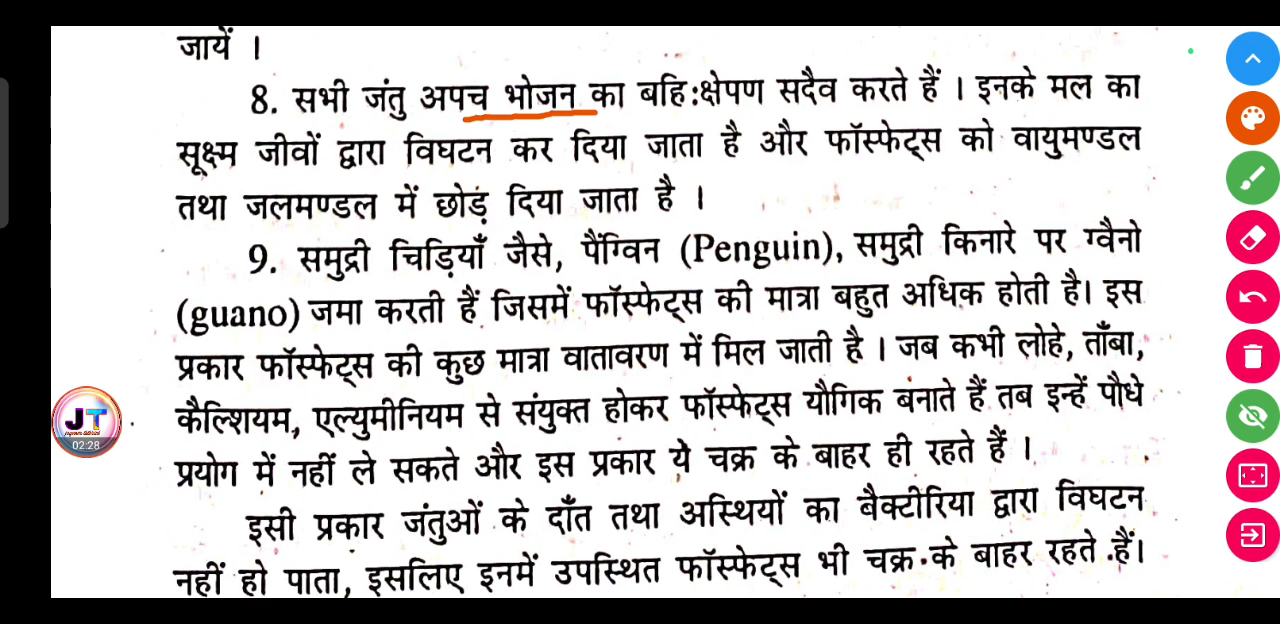 जायें ।
8. सभी जंतु अपच भोजन का बहि:क्षेपण सदैव करते हैं । इनके मल का
सूक्ष्म जीवों द्वारा विघटन कर दिया जाता है और फॉस्फेट्स को वायुमण्डल
तथा जलमण्डल में छोड़ दिया जाता है ।
9. समुद्री चिड़ियाँ जैसे, पैंग्विन (Penguin), समुद्री किनारे पर ग्वैनो
(guano) जमा करती हैं जिसमें फॉस्फेट्स की मात्रा बहुत अधिक होती है। इस
प्रकार फॉस्फेट्स की कुछ मात्रा वातावरण में मिल जाती है । जब कभी लोहे, ताँबा,
कैल्शियम, एल्युमीनियम से संयुक्त होकर फॉस्फेट्स यौगिक बनाते हैं तब इन्हें पौधे
प्रयोग में नहीं ले सकते और इस प्रकार ये चक्र के बाहर ही रहते हैं ।
इसी प्रकार जंतुओं के दाँत तथा अस्थियों का बैक्टीरिया द्वारा विघटन
नहीं हो पाता, इसलिए इनमें उपस्थित फॉस्फेट्स भी चक्र के बाहर रहते हैं।
JT
02:28